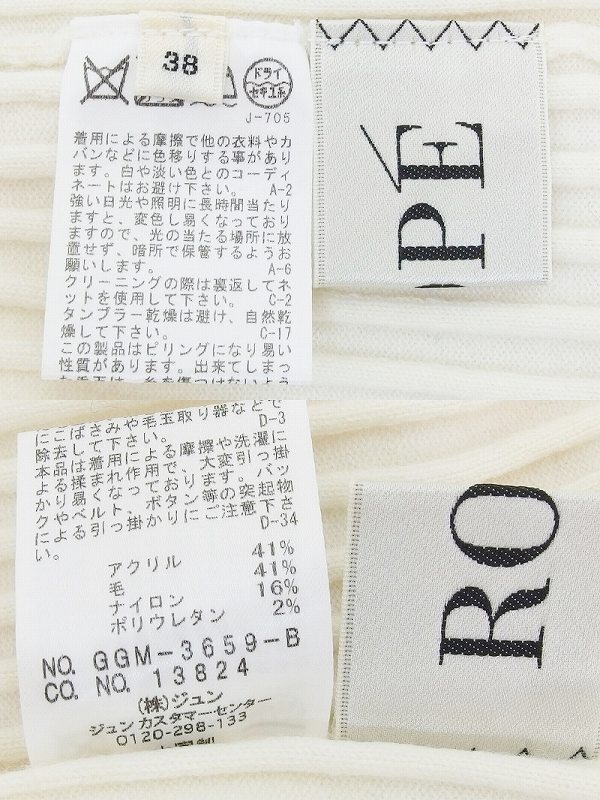 38
ドライ
セキユ系
J-705
着用による摩擦で他の衣料やカ
バンなどに色移りする事があり
ます。白や淡い色とのコーディ
ネートはお避け下さい。 A-2
強い日光や照明に長時間当たり
ますと、変色し易くなっており
ますので、光の当たる場所に放
置せず、暗所で保管するようお
願いします。 A-6
クリーニングの際は裏返してネ
ットを使用して下さい。 C-2
タンブラー乾燥は避け、自然乾
燥して下さい。 C-17
この製品はピリングになり易い
性質があります。出来てしまっ
た毛玉は、糸を傷つけないよう
PÉ
にこばさみや毛玉取り器などで
除去して下さい。 D-3
本品は着用による摩擦や洗濯に
よる揉まれ作用で、大変引っ掛
かり易くなっております。バッ
クやベルト、ボタン等の突起物
による引っ掛かりにご注意下さ
い。 D-34
アクリル 41%
毛 41%
ナイロン 16%
ポリウレタン 2%
NO. GGM-3659-B
CO. NO. 13824
(株)ジュン
ジュン カスタマーセンター
0120-298-133
RO